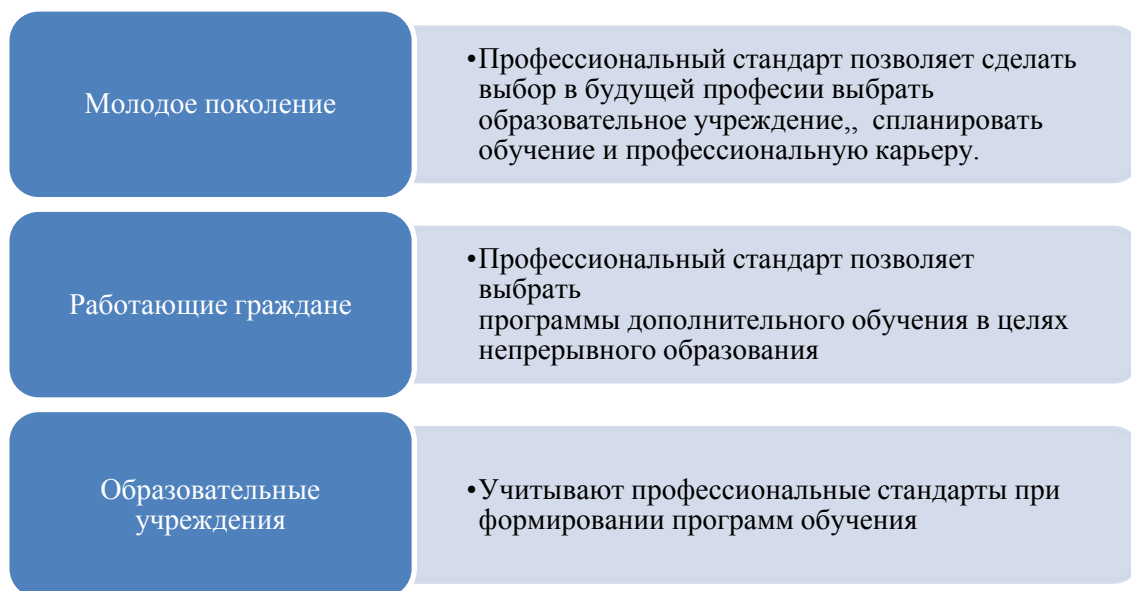 Молодое поколение
•Профессиональный стандарт позволяет сделать
выбор в будущей професии выбрать
образовательное учреждение,, спланировать
обучение и профессиональную карьеру.
Работающие граждане
•Профессиональный стандарт позволяет
выбрать
программы дополнительного обучения в целях
непрерывного образования
Образовательные
учреждения
•Учитывают профессиональные стандарты при
формировании программ обучения